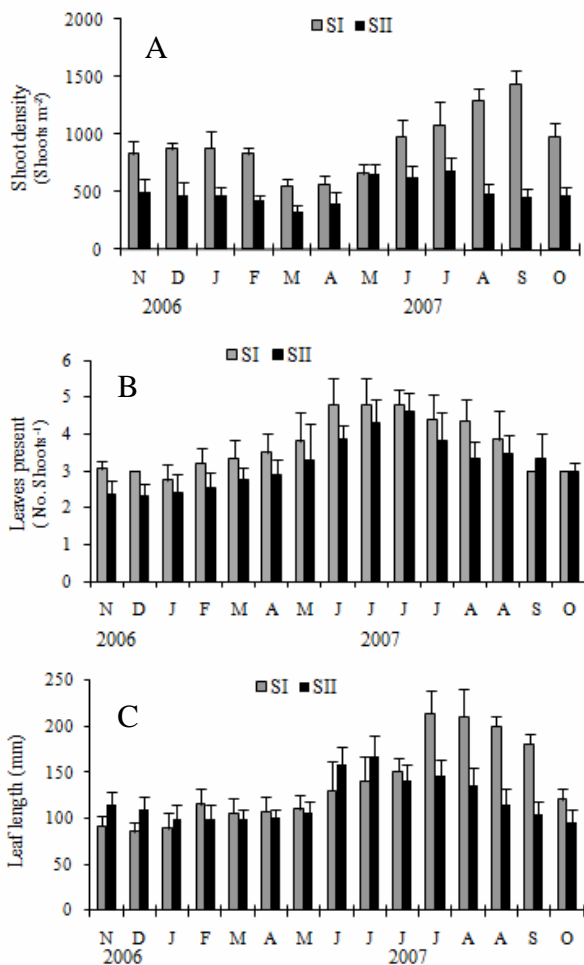 A
SI SII
Shoot density
(Shoots m⁻²)
2000
1500
1000
500
0
N D J F M A M J J A S O
2006 2007
B
SI SII
Leaves present
( No. Shoots⁻¹)
6
5
4
3
2
1
0
N D J F M A M J J J J A A S O
2006 2007
C
SI SII
Leaf length (mm)
250
200
150
100
50
0
N D J F M A M J J J J A A S O
2006 2007